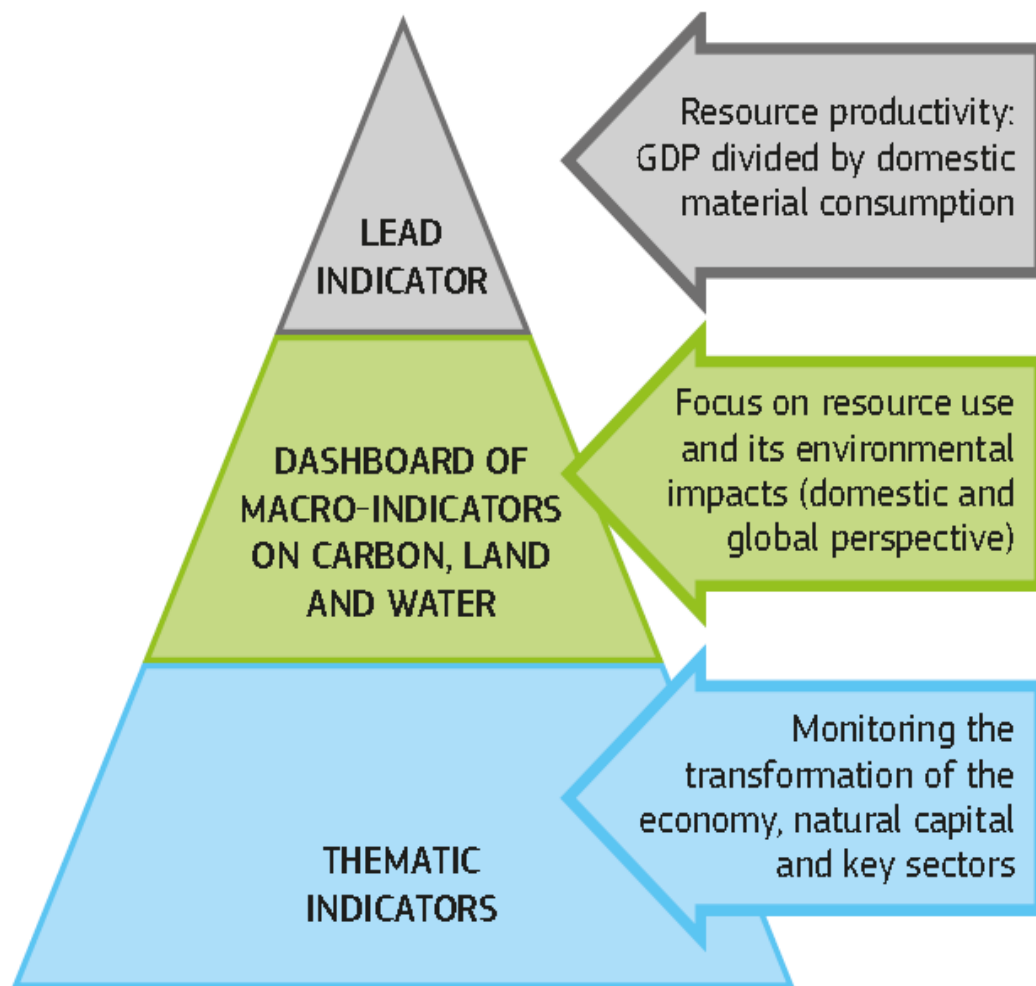 LEAD
INDICATOR
Resource productivity:
GDP divided by domestic
material consumption
DASHBOARD OF
MACRO-INDICATORS
ON CARBON, LAND
AND WATER
Focus on resource use
and its environmental
impacts (domestic and
global perspective)
THEMATIC
INDICATORS
Monitoring the
transformation of the
economy, natural capital
and key sectors